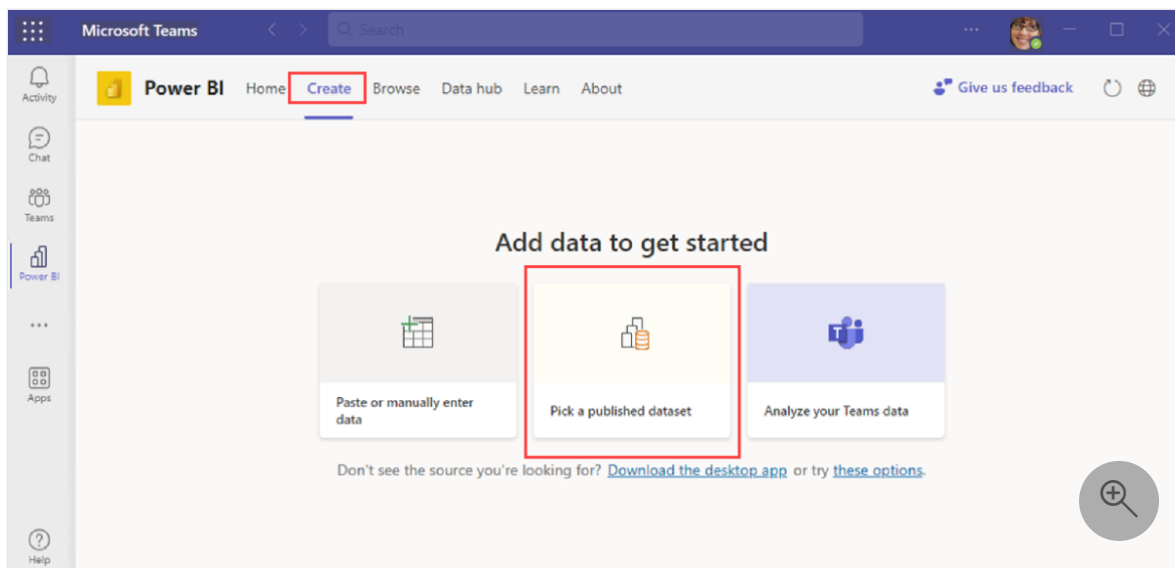 Microsoft Teams
Search
Activity
Power BI Home Create Browse Data hub Learn About
Give us feedback
Chat
Teams
Power BI
Apps
Help
Add data to get started
Paste or manually enter
data
Pick a published dataset
Analyze your Teams data
Don't see the source you're looking for? Download the desktop app or try these options.